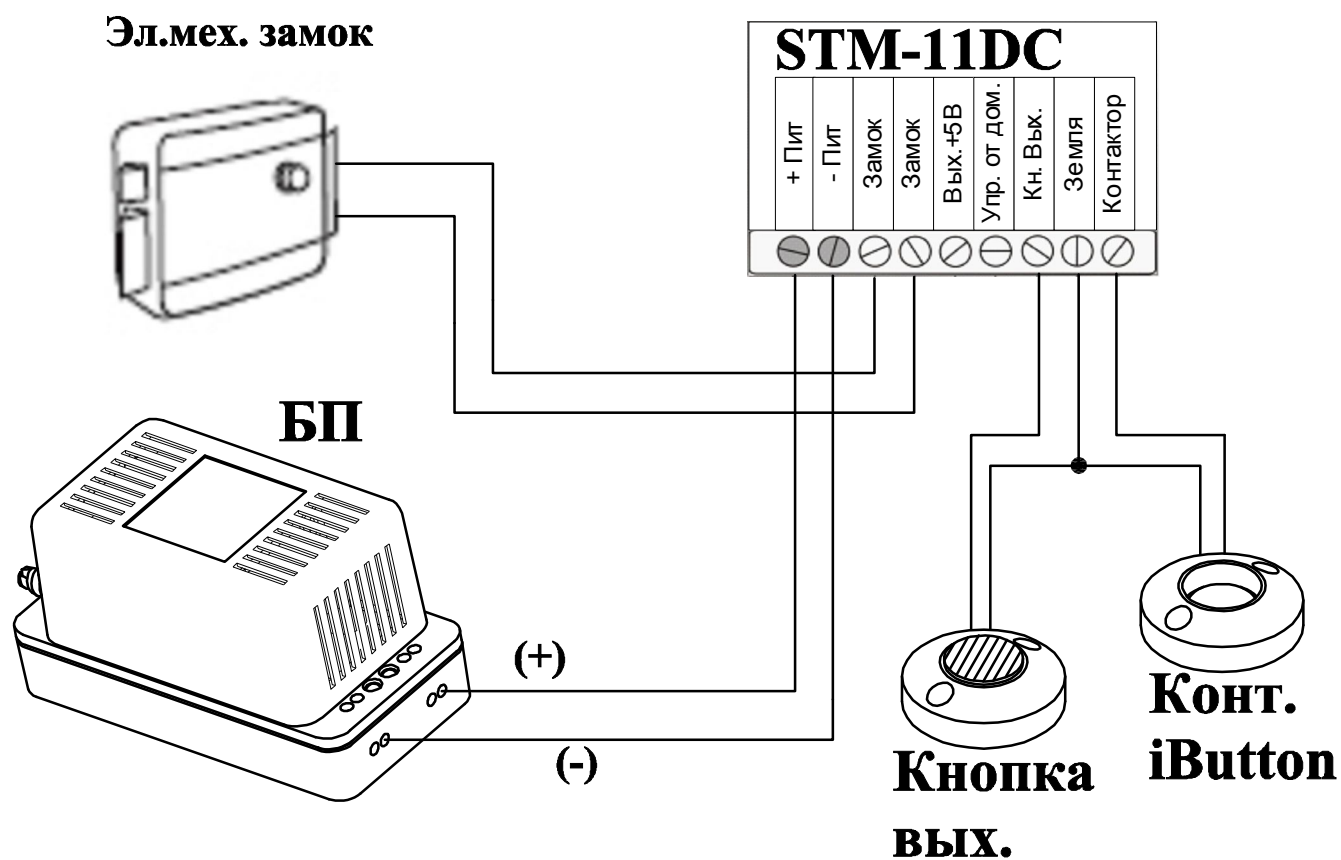 Эл.мех. замок
STM-11DC
+ Пит
- Пит
Замок
Замок
Вых.+5В
Упр. от дом.
Кн. Вых.
Земля
Контактор
БП
(+)
(-)
Кнопка
вых.
Конт.
iButton